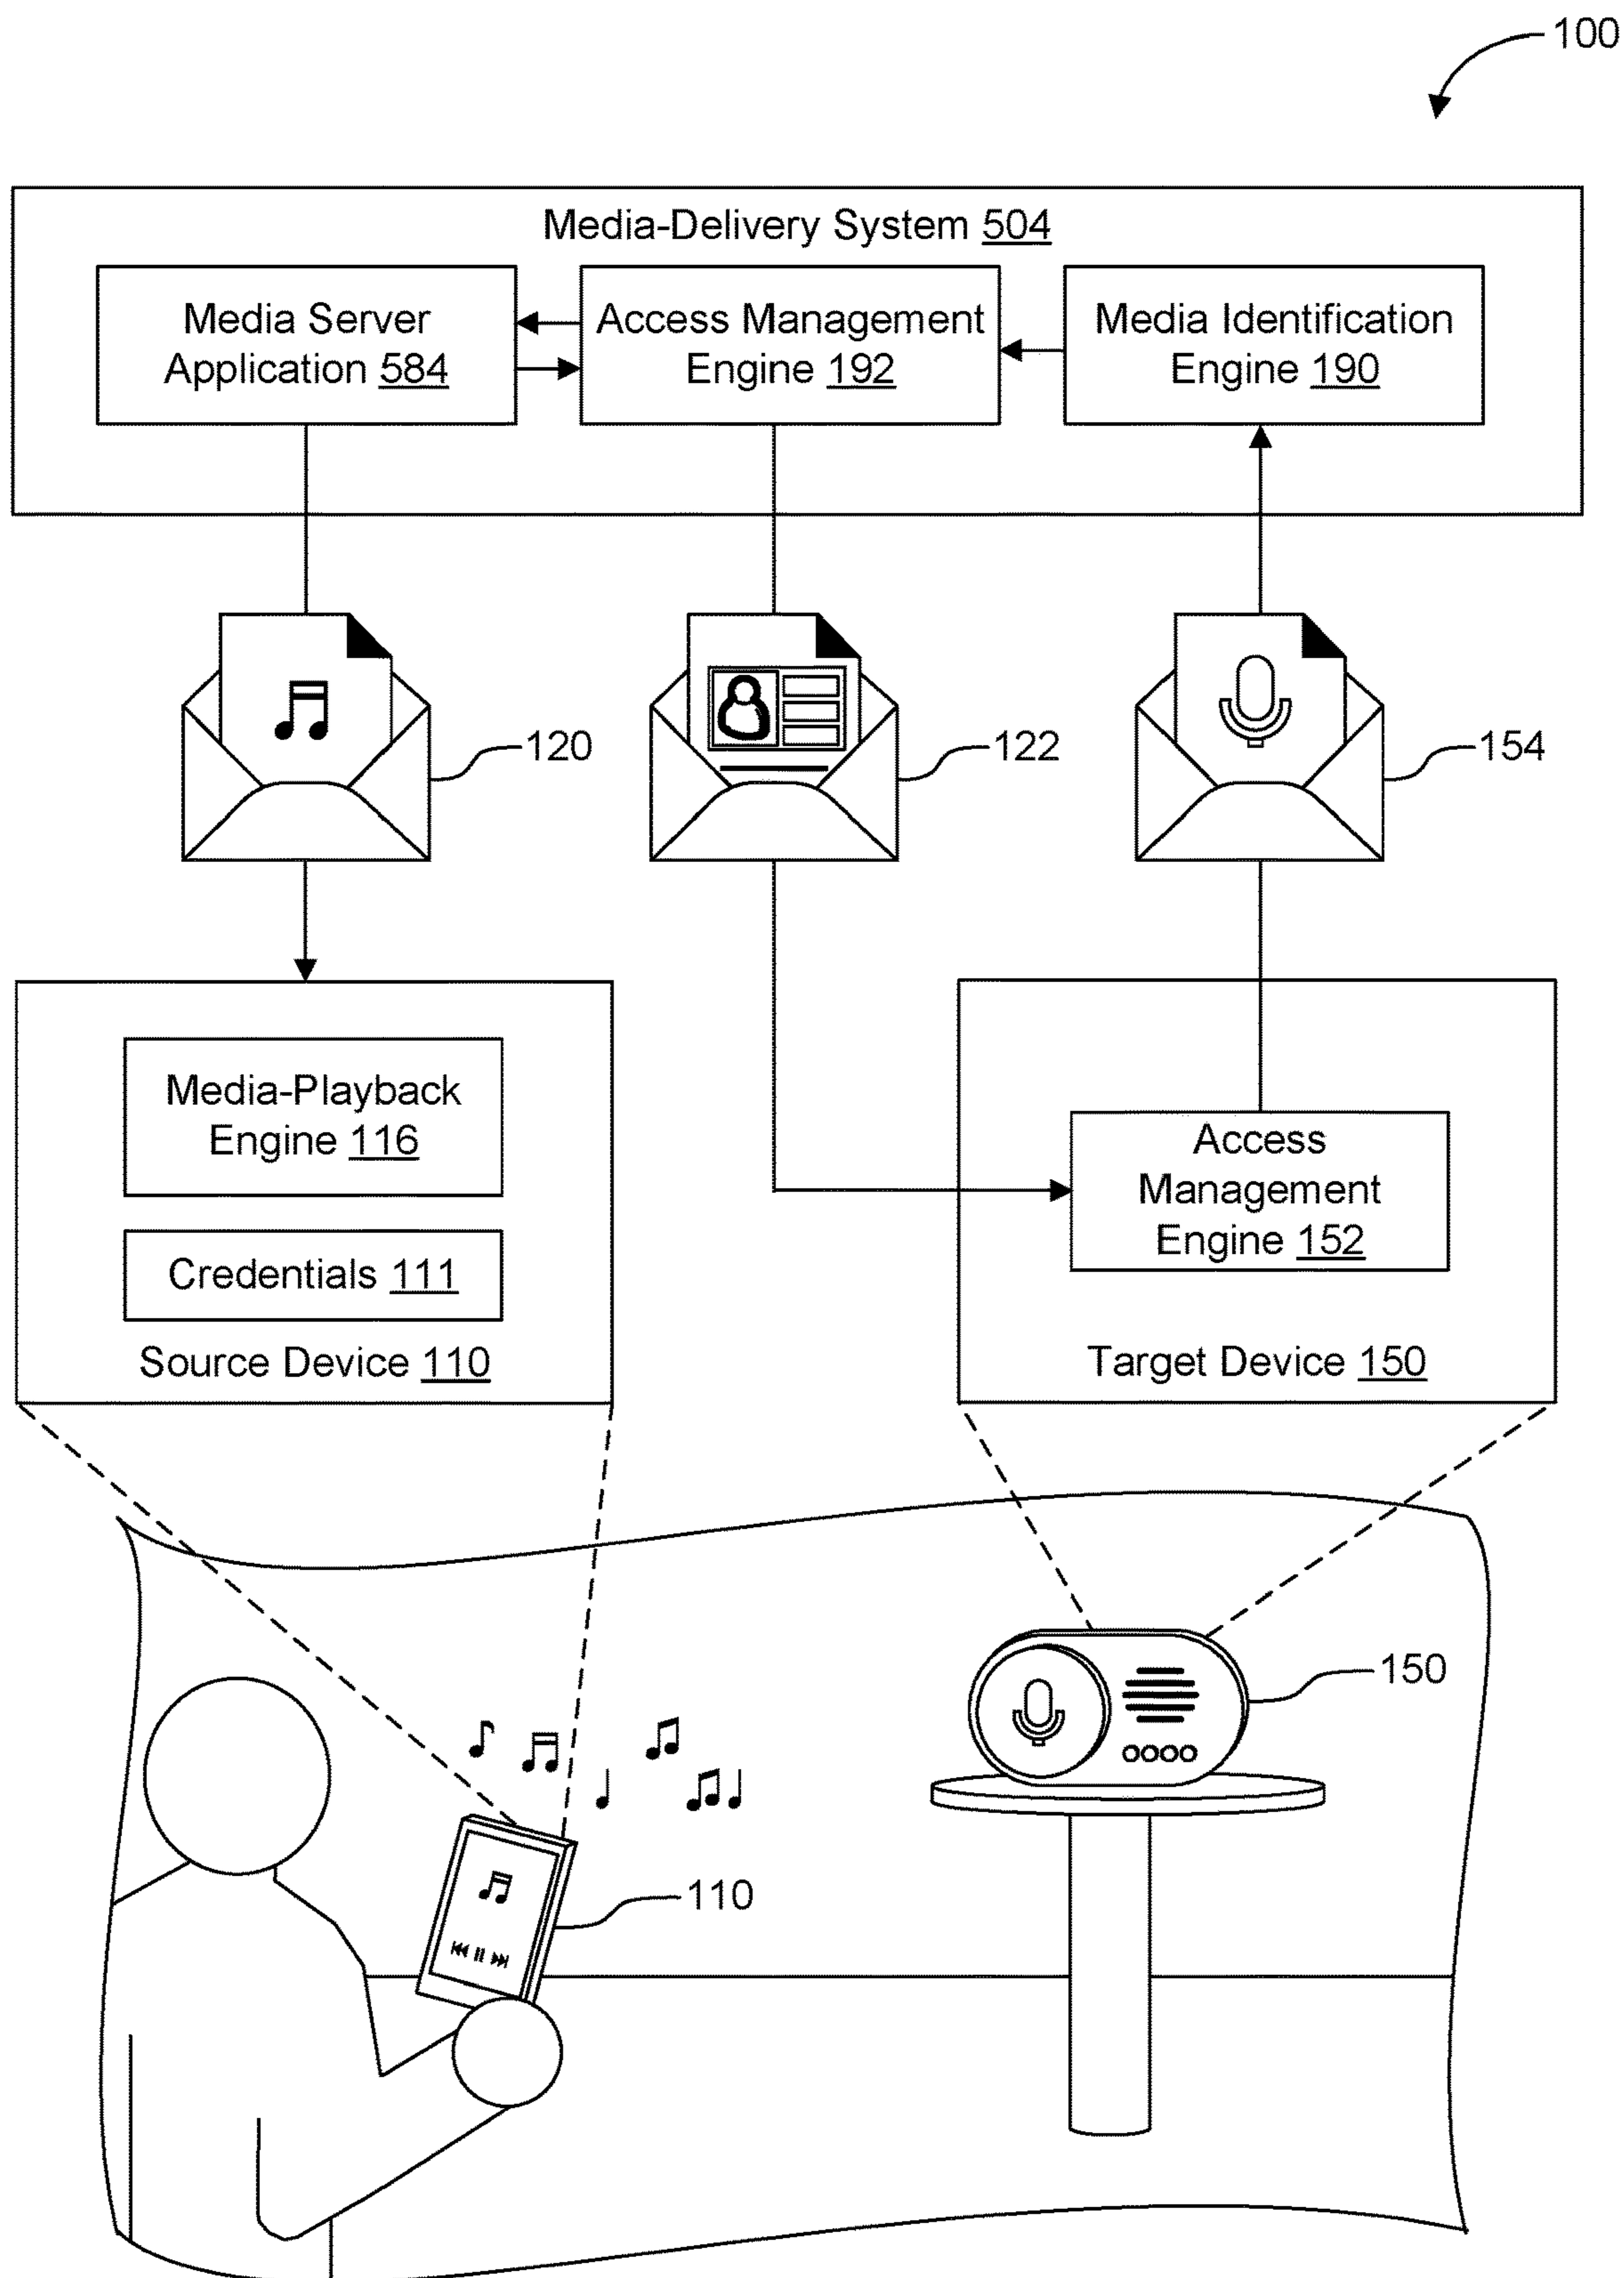 100
Media-Delivery System 504
Media Server
Application 584
Access Management
Engine 192
Media Identification
Engine 190
120
122
154
Media-Playback
Engine 116
Credentials 111
Source Device 110
Access
Management
Engine 152
Target Device 150
150
110